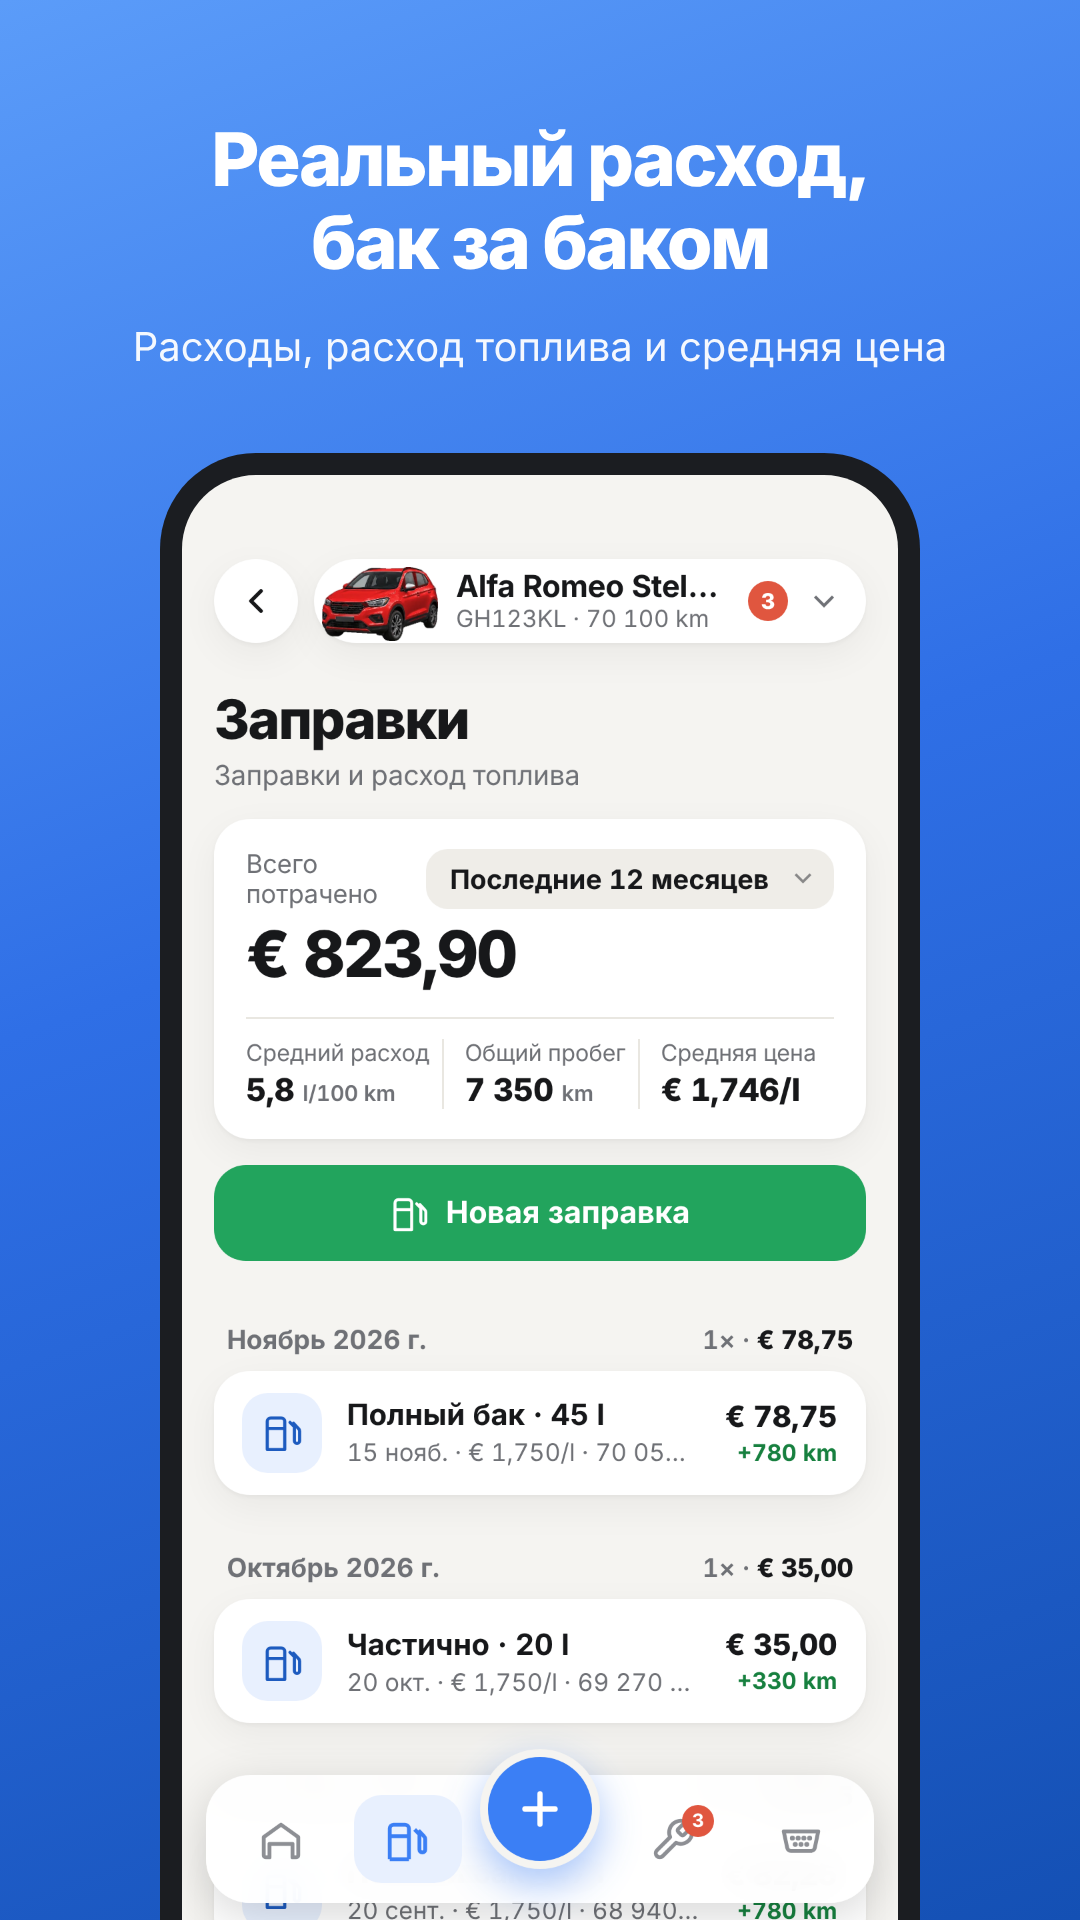 Реальный расход,
бак за баком
Расходы, расход топлива и средняя цена
Alfa Romeo Stel...
3
GH123KL · 70 100 km
Заправки
Заправки и расход топлива
Всего
потрачено
Последние 12 месяцев
€ 823,90
Средний расход
Общий пробег
Средняя цена
5,8 l/100 km
7 350 km
€ 1,746/l
Новая заправка
Ноябрь 2026 г.
1× · € 78,75
Полный бак · 45 l
€ 78,75
15 нояб. · € 1,750/l · 70 05...
+780 km
Октябрь 2026 г.
1× · € 35,00
Частично · 20 l
€ 35,00
20 окт. · € 1,750/l · 69 270 ...
+330 km
3
20 сент. · € 1,750/l · 68 940...
+780 km